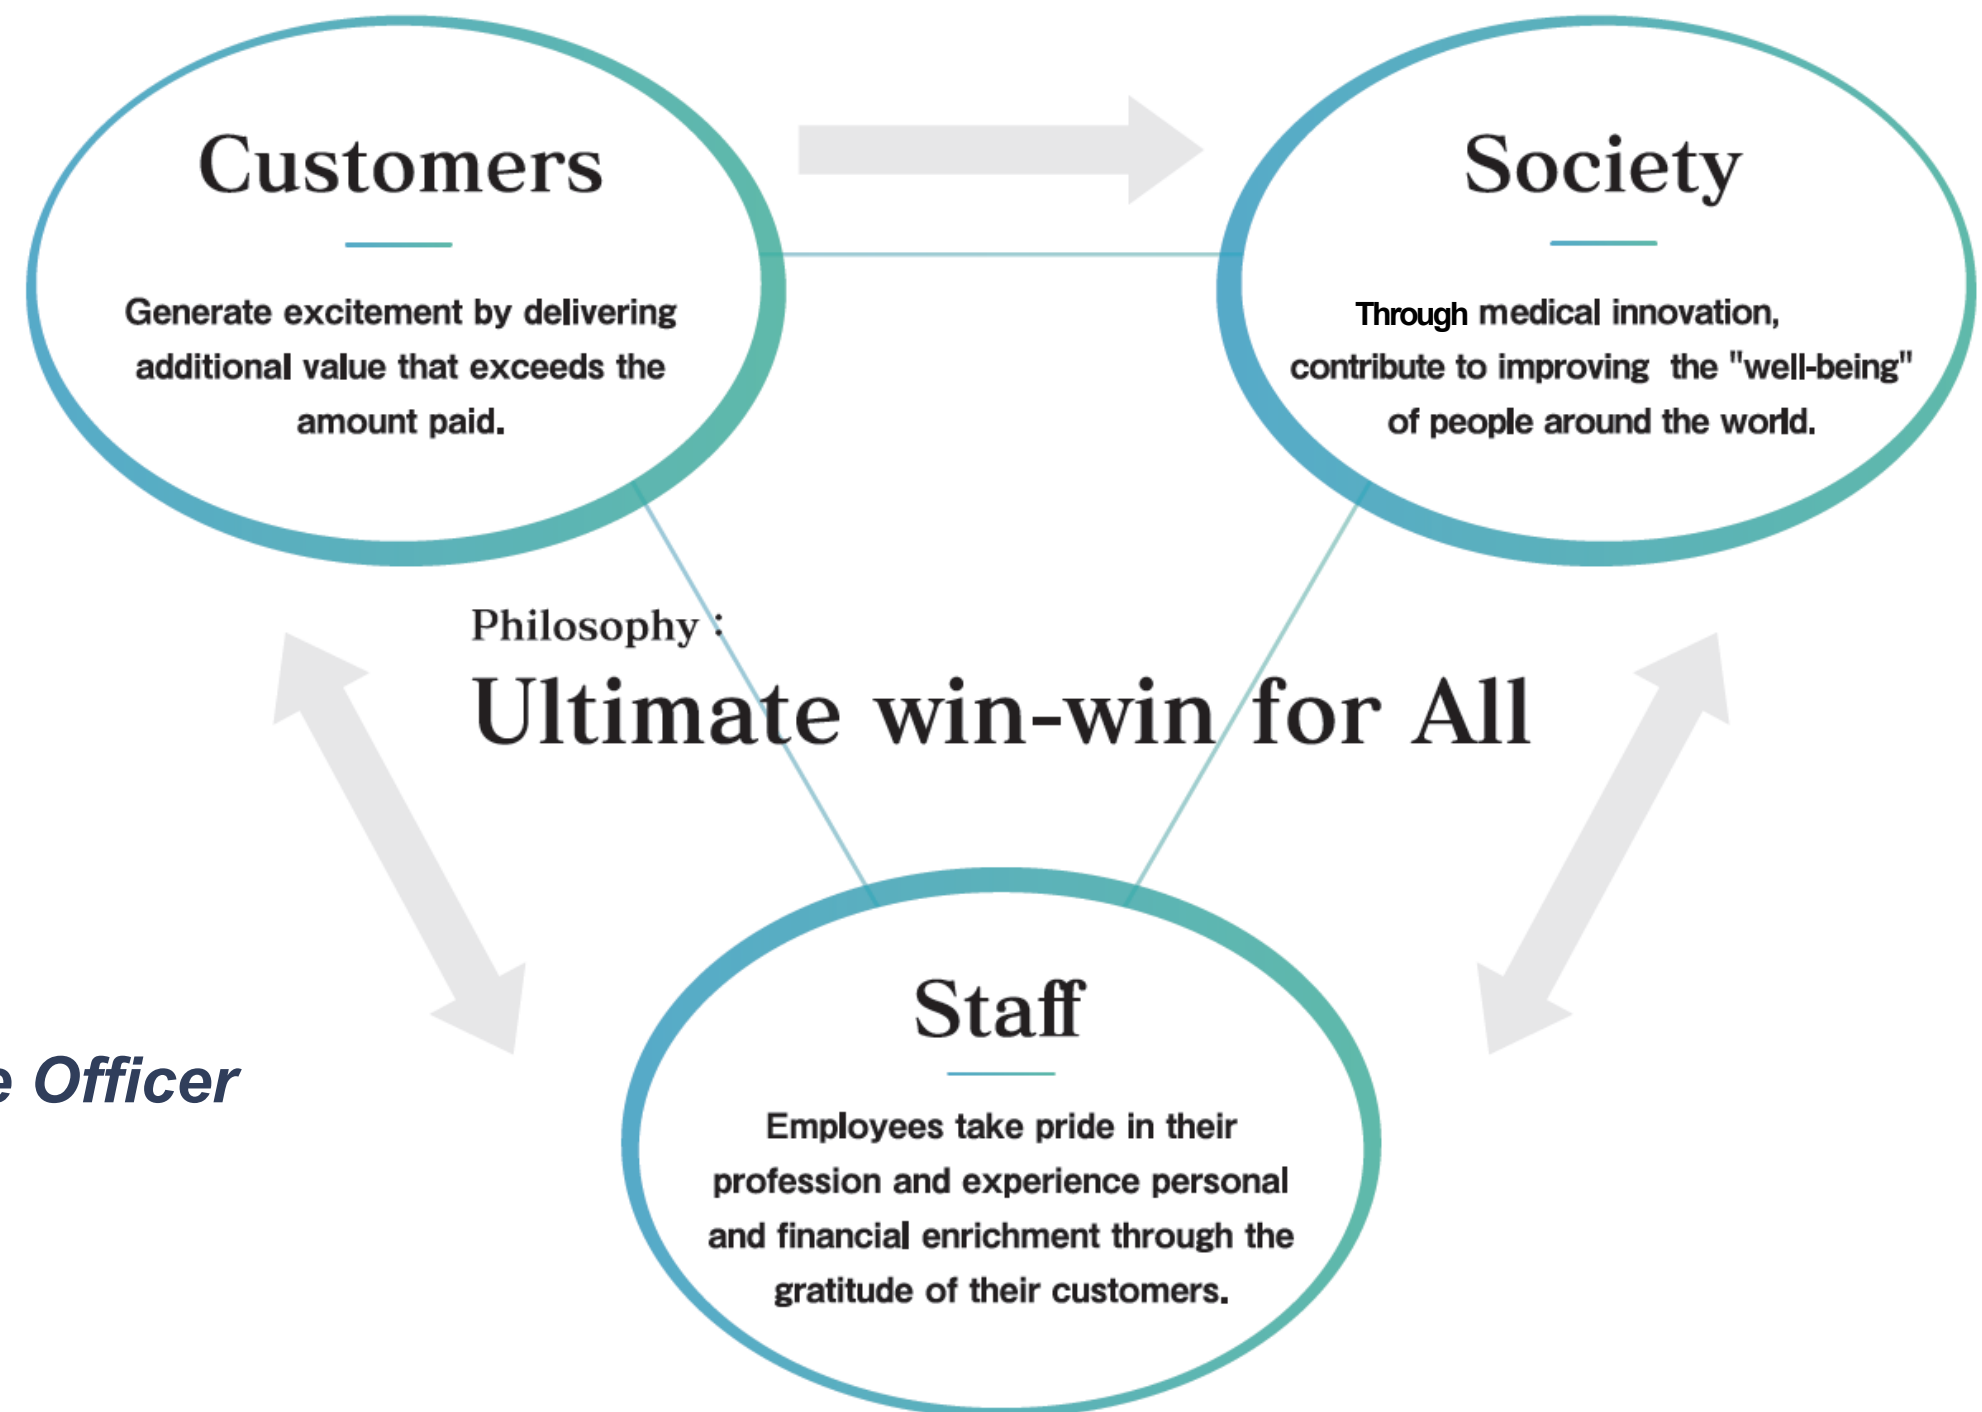 Customers
Generate excitement by delivering
additional value that exceeds the
amount paid.
Society
Through medical innovation,
contribute to improving the "well-being"
of people around the world.
Philosophy :
Ultimate win-win for All
Staff
Employees take pride in their
profession and experience personal
and financial enrichment through the
gratitude of their customers.
e Officer